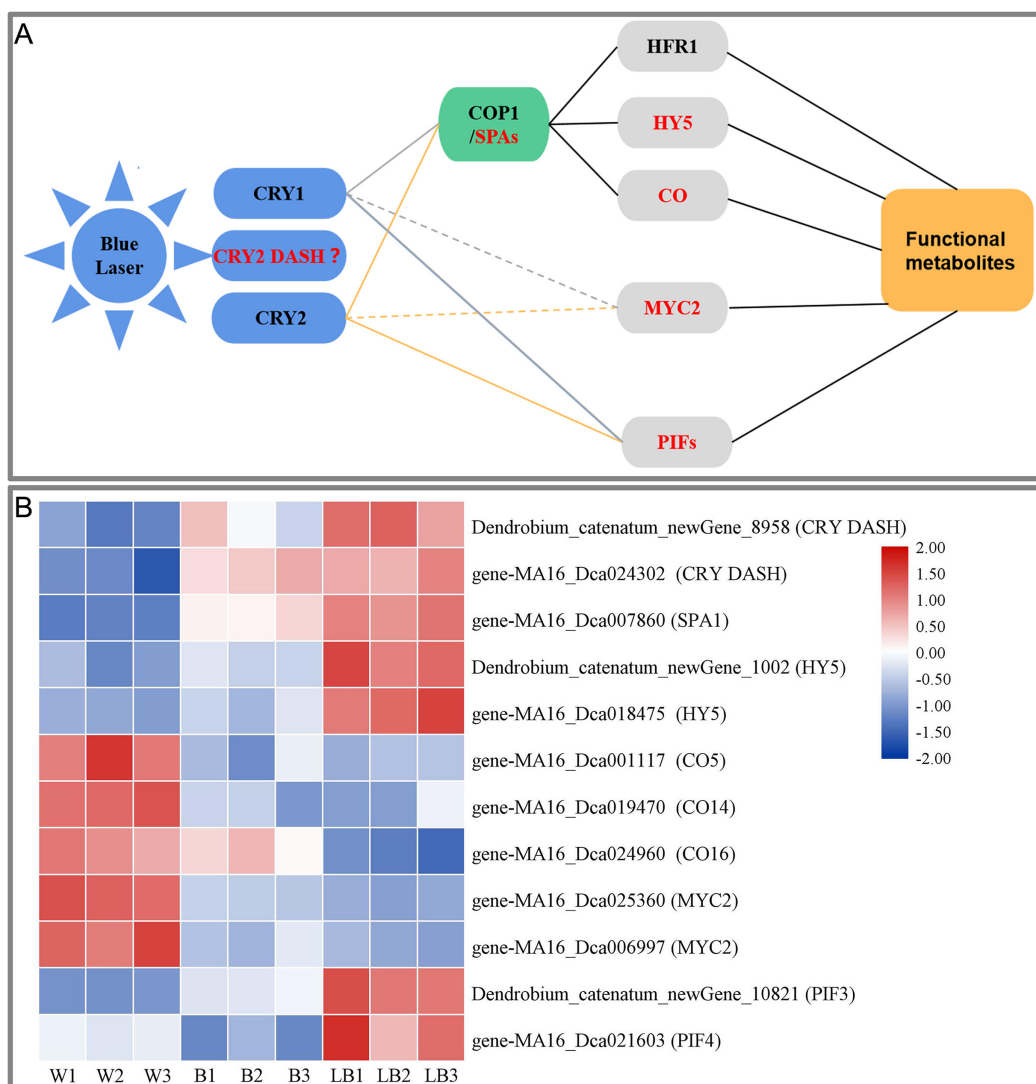 A
Blue
Laser
CRY1
CRY2 DASH ?
CRY2
COP1
/SPAs
HFR1
HY5
CO
MYC2
PIFs
Functional
metabolites
B
Dendrobium_catenatum_newGene_8958 (CRY DASH)
gene-MA16_Dca024302 (CRY DASH)
gene-MA16_Dca007860 (SPA1)
Dendrobium_catenatum_newGene_1002 (HY5)
gene-MA16_Dca018475 (HY5)
gene-MA16_Dca001117 (CO5)
gene-MA16_Dca019470 (CO14)
gene-MA16_Dca024960 (CO16)
gene-MA16_Dca025360 (MYC2)
gene-MA16_Dca006997 (MYC2)
Dendrobium_catenatum_newGene_10821 (PIF3)
gene-MA16_Dca021603 (PIF4)
2.00
1.50
1.00
0.50
0.00
-0.50
-1.00
-1.50
-2.00
W1 W2 W3 B1 B2 B3 LB1 LB2 LB3